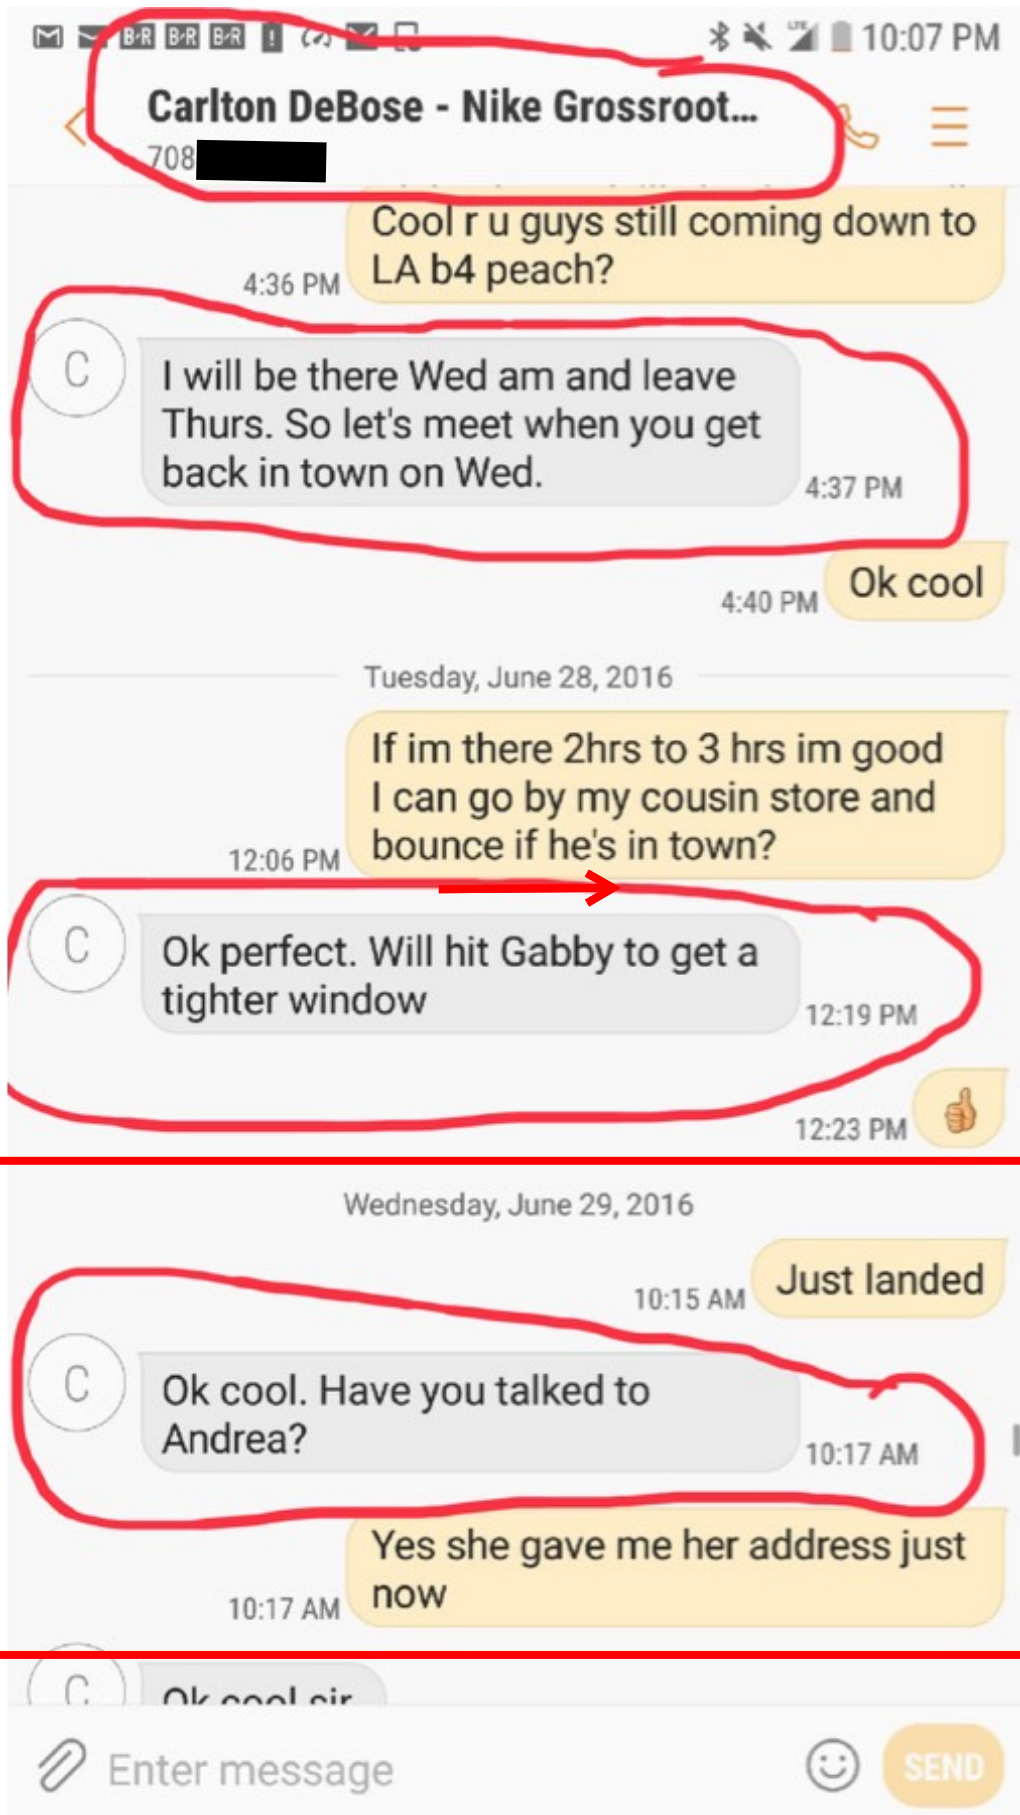 B/R B/R B/R LTE 10:07 PM
Carlton DeBose - Nike Grossroot...
708
Cool r u guys still coming down to
LA b4 peach?
4:36 PM
C
I will be there Wed am and leave
Thurs. So let's meet when you get
back in town on Wed.
4:37 PM
Ok cool
4:40 PM
Tuesday, June 28, 2016
If im there 2hrs to 3 hrs im good
I can go by my cousin store and
bounce if he's in town?
12:06 PM
C
Ok perfect. Will hit Gabby to get a
tighter window
12:19 PM
12:23 PM
Wednesday, June 29, 2016
Just landed
10:15 AM
C
Ok cool. Have you talked to
Andrea?
10:17 AM
Yes she gave me her address just
now
10:17 AM
C
Ok cool sir
Enter message
SEND